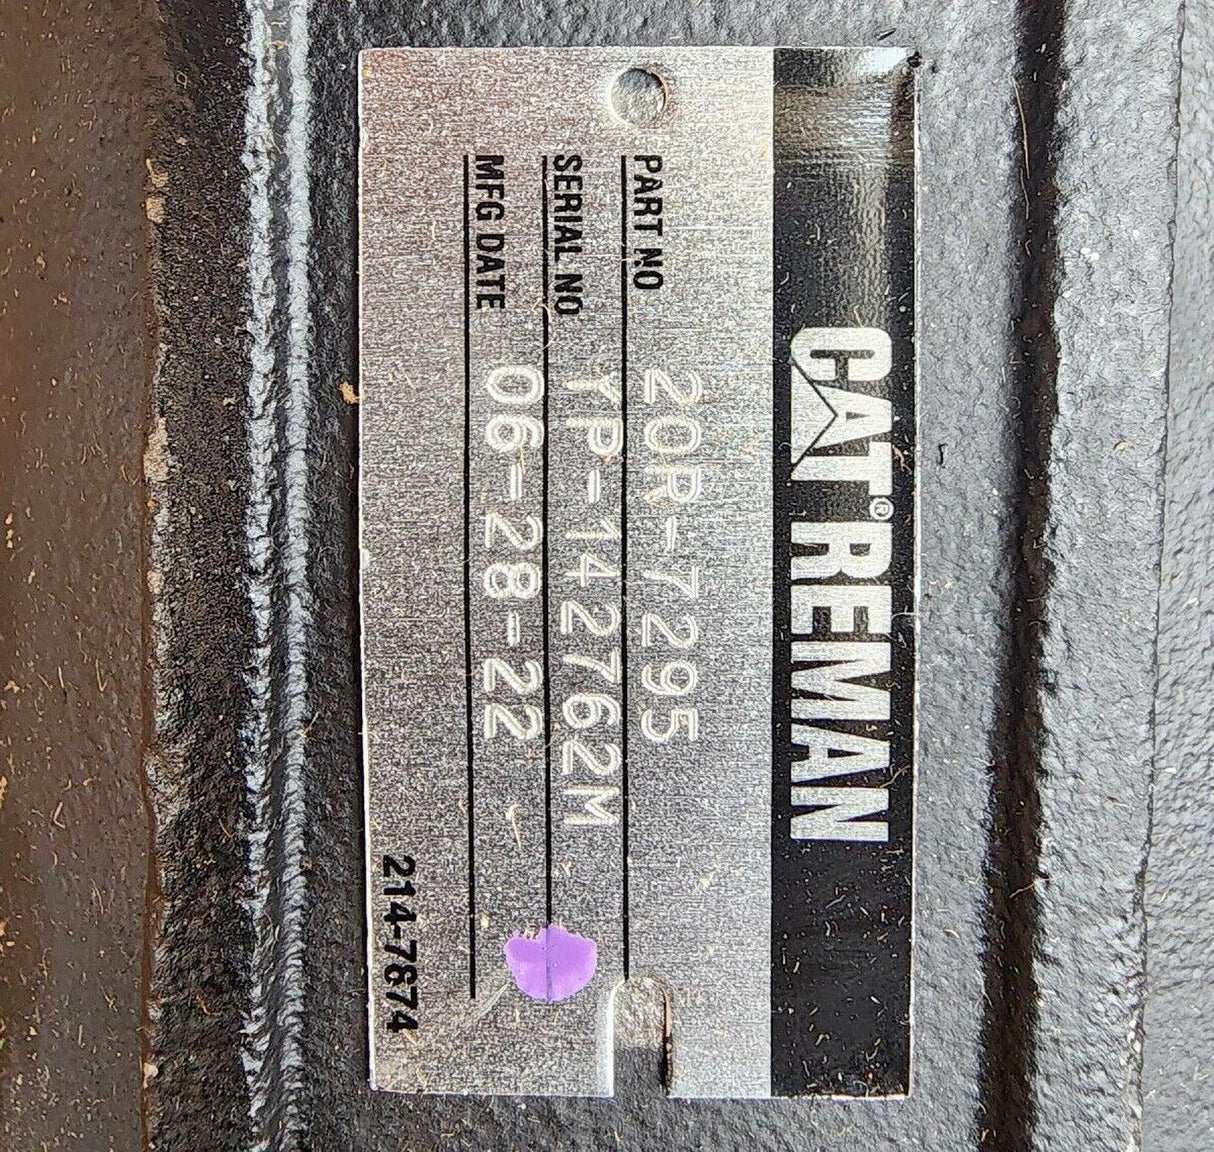 CAT® REMAN
PART NO 20R-7295
SERIAL NO YP-142762M
MFG DATE 06-28-22
214-7874